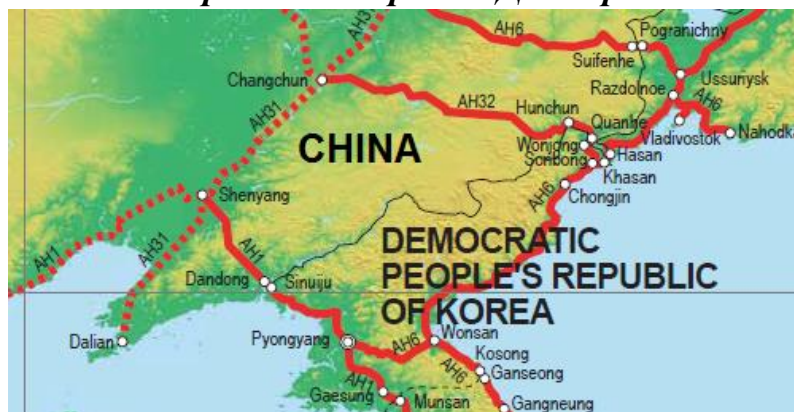 AH6
Pogranichny
AH31
Suifenhe
Changchun
Ussuriysk
Razdolnoe
AH31
AH32
Hunchun
AH6
Quanhe
Vladivostok
Nahodka
CHINA
Wonjong
Sonbong
Hasan
Khasan
AH6
Chongjin
Shenyang
AH1
AH31
AH1
DEMOCRATIC
PEOPLE'S REPUBLIC
OF KOREA
Dandong
Sinuiju
Dalian
Pyongyang
AH6
Wonsan
Kosong
AH6
Ganseong
AH1
Gaesung
Munsan
Gangneung